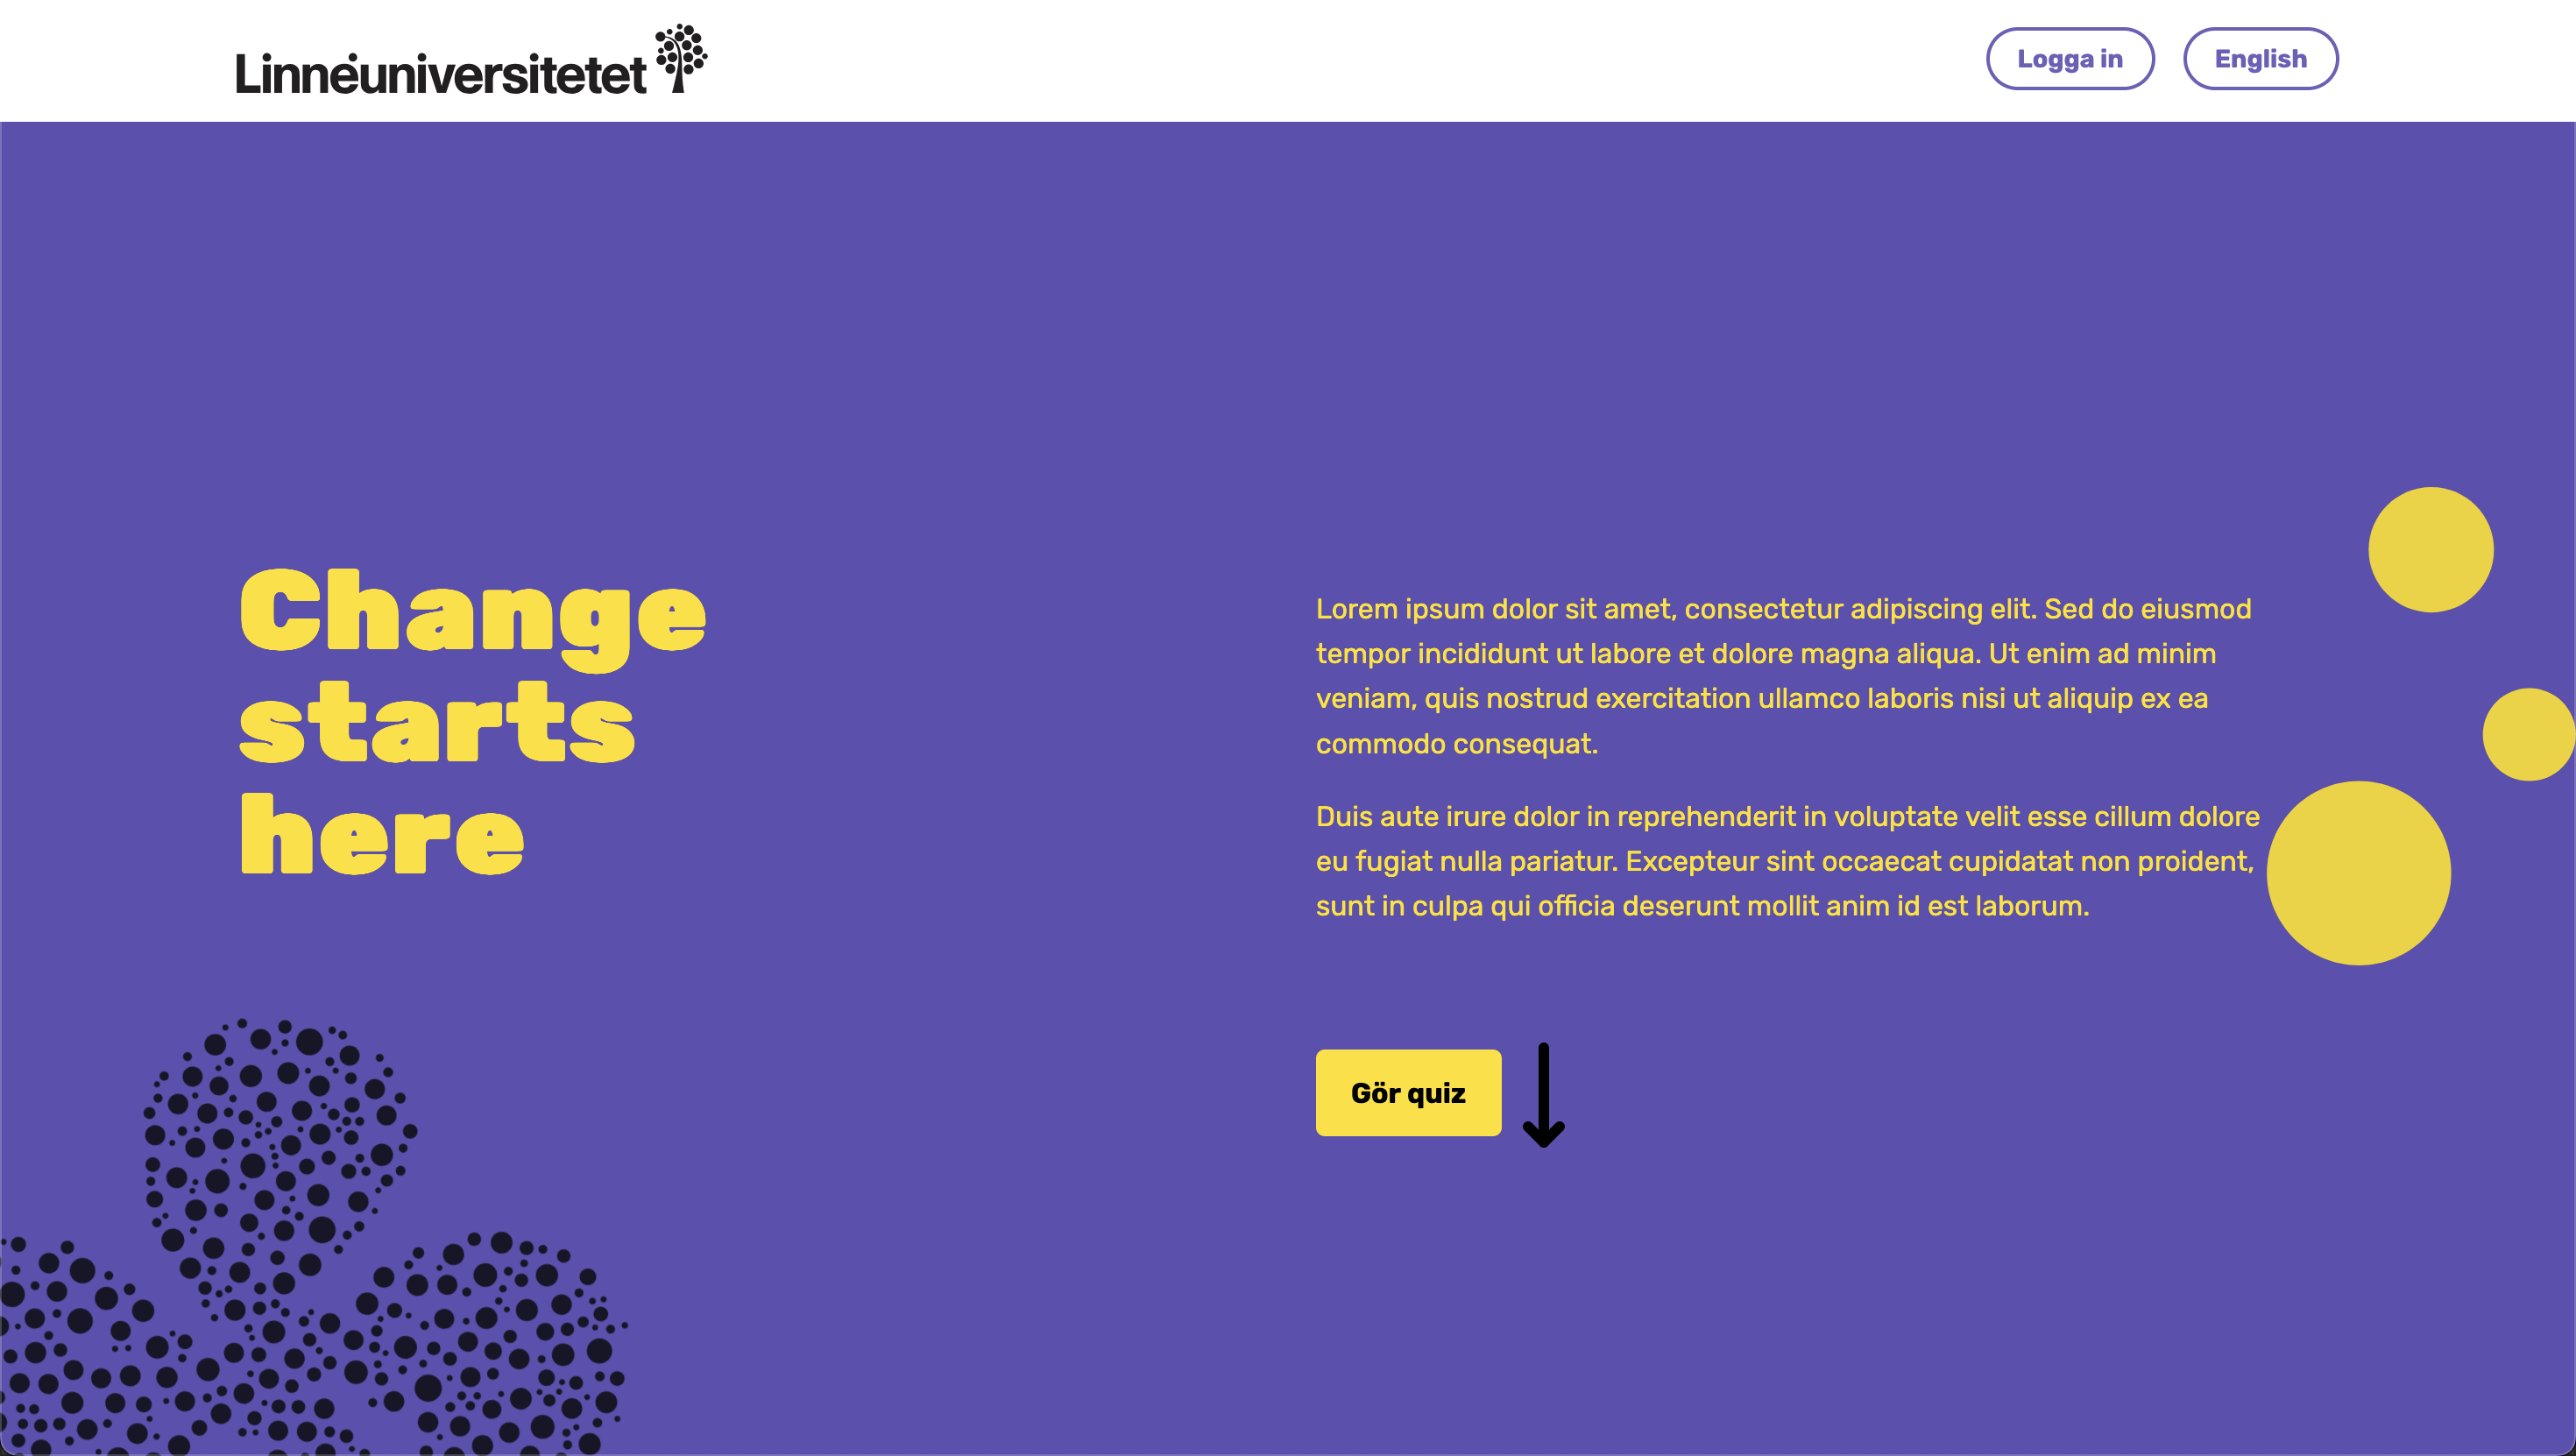 Linnéuniversitetet
Logga in
English
Change
starts
here
Lorem ipsum dolor sit amet, consectetur adipiscing elit. Sed do eiusmod
tempor incididunt ut labore et dolore magna aliqua. Ut enim ad minim
veniam, quis nostrud exercitation ullamco laboris nisi ut aliquip ex ea
commodo consequat.
Duis aute irure dolor in reprehenderit in voluptate velit esse cillum dolore
eu fugiat nulla pariatur. Excepteur sint occaecat cupidatat non proident,
sunt in culpa qui officia deserunt mollit anim id est laborum.
Gör quiz